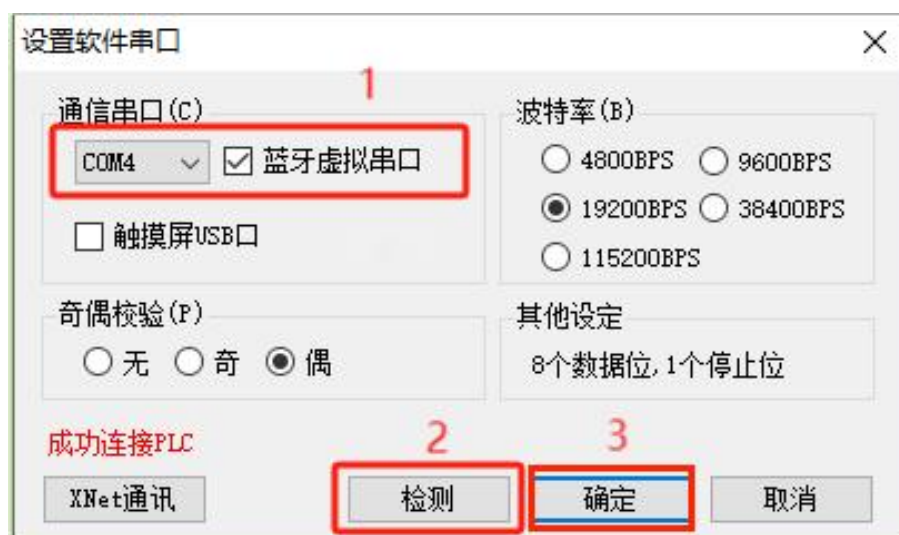 设置软件串口
1
通信串口(C)
COM4 蓝牙虚拟串口
触摸屏USB口
波特率(B)
4800BPS 9600BPS
19200BPS 38400BPS
115200BPS
奇偶校验(P)
无 奇 偶
其他设定
8个数据位,1个停止位
成功连接PLC
2 3
XNet通讯 检测 确定 取消